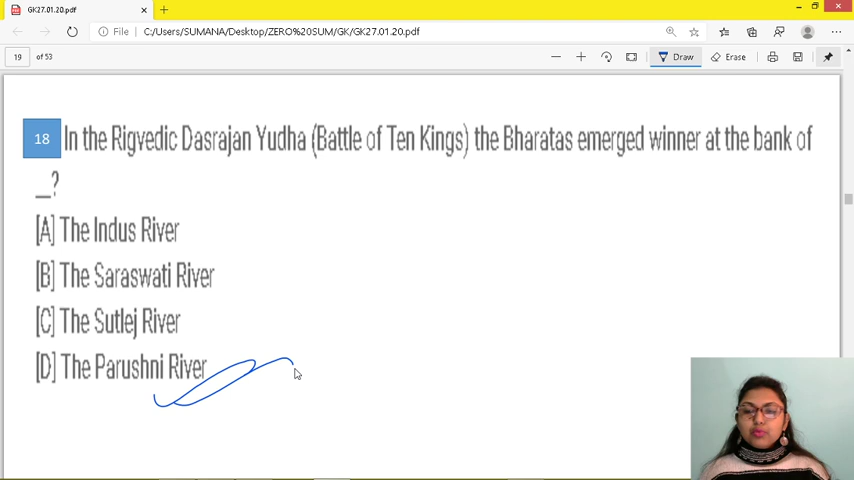 GK27.01.20.pdf
File C:/Users/SUMANA/Desktop/ZERO%20SUM/GK/GK27.01.20.pdf
19 of 53 Draw Erase
18 In the Rigvedic Dasrajan Yudha (Battle of Ten Kings) the Bharatas emerged winner at the bank of
__?
[A] The Indus River
[B] The Saraswati River
[C] The Sutlej River
[D] The Parushni River